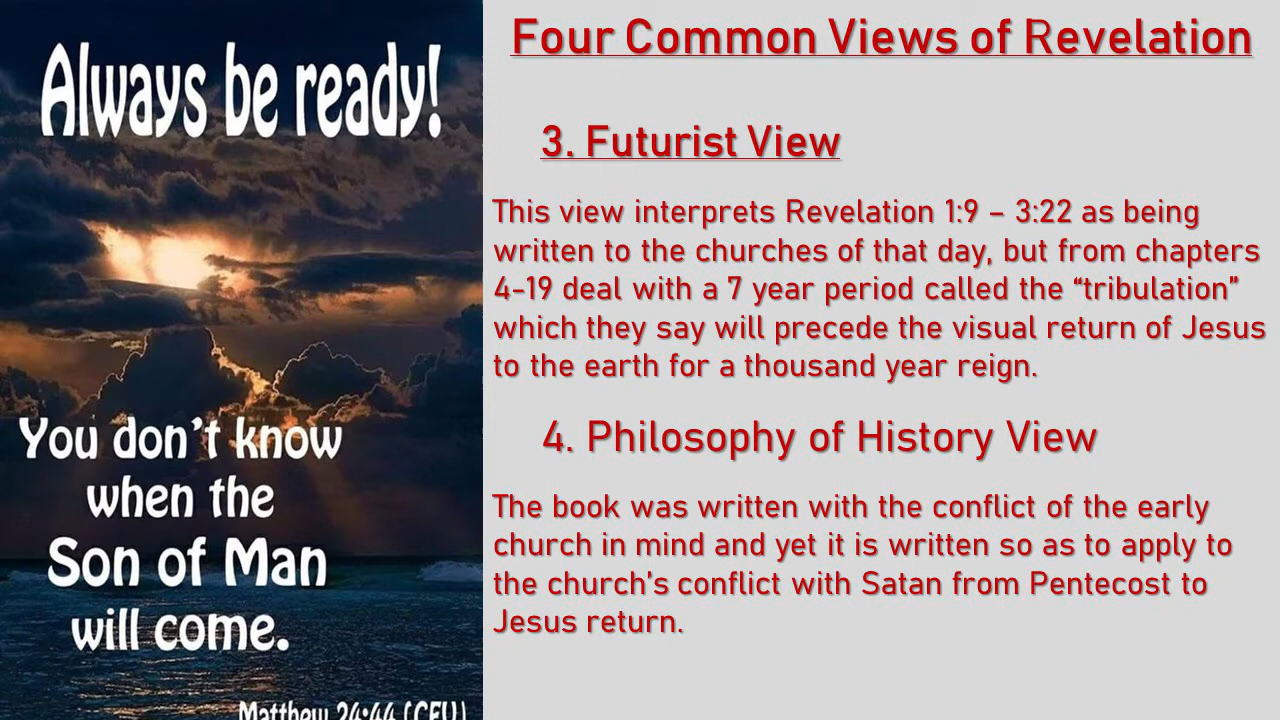 Always be ready!
You don't know
when the
Son of Man
will come.
Matthew 24:44 (CEV)
Four Common Views of Revelation
3. Futurist View
This view interprets Revelation 1:9 – 3:22 as being
written to the churches of that day, but from chapters
4-19 deal with a 7 year period called the “tribulation”
which they say will precede the visual return of Jesus
to the earth for a thousand year reign.
4. Philosophy of History View
The book was written with the conflict of the early
church in mind and yet it is written so as to apply to
the church's conflict with Satan from Pentecost to
Jesus return.